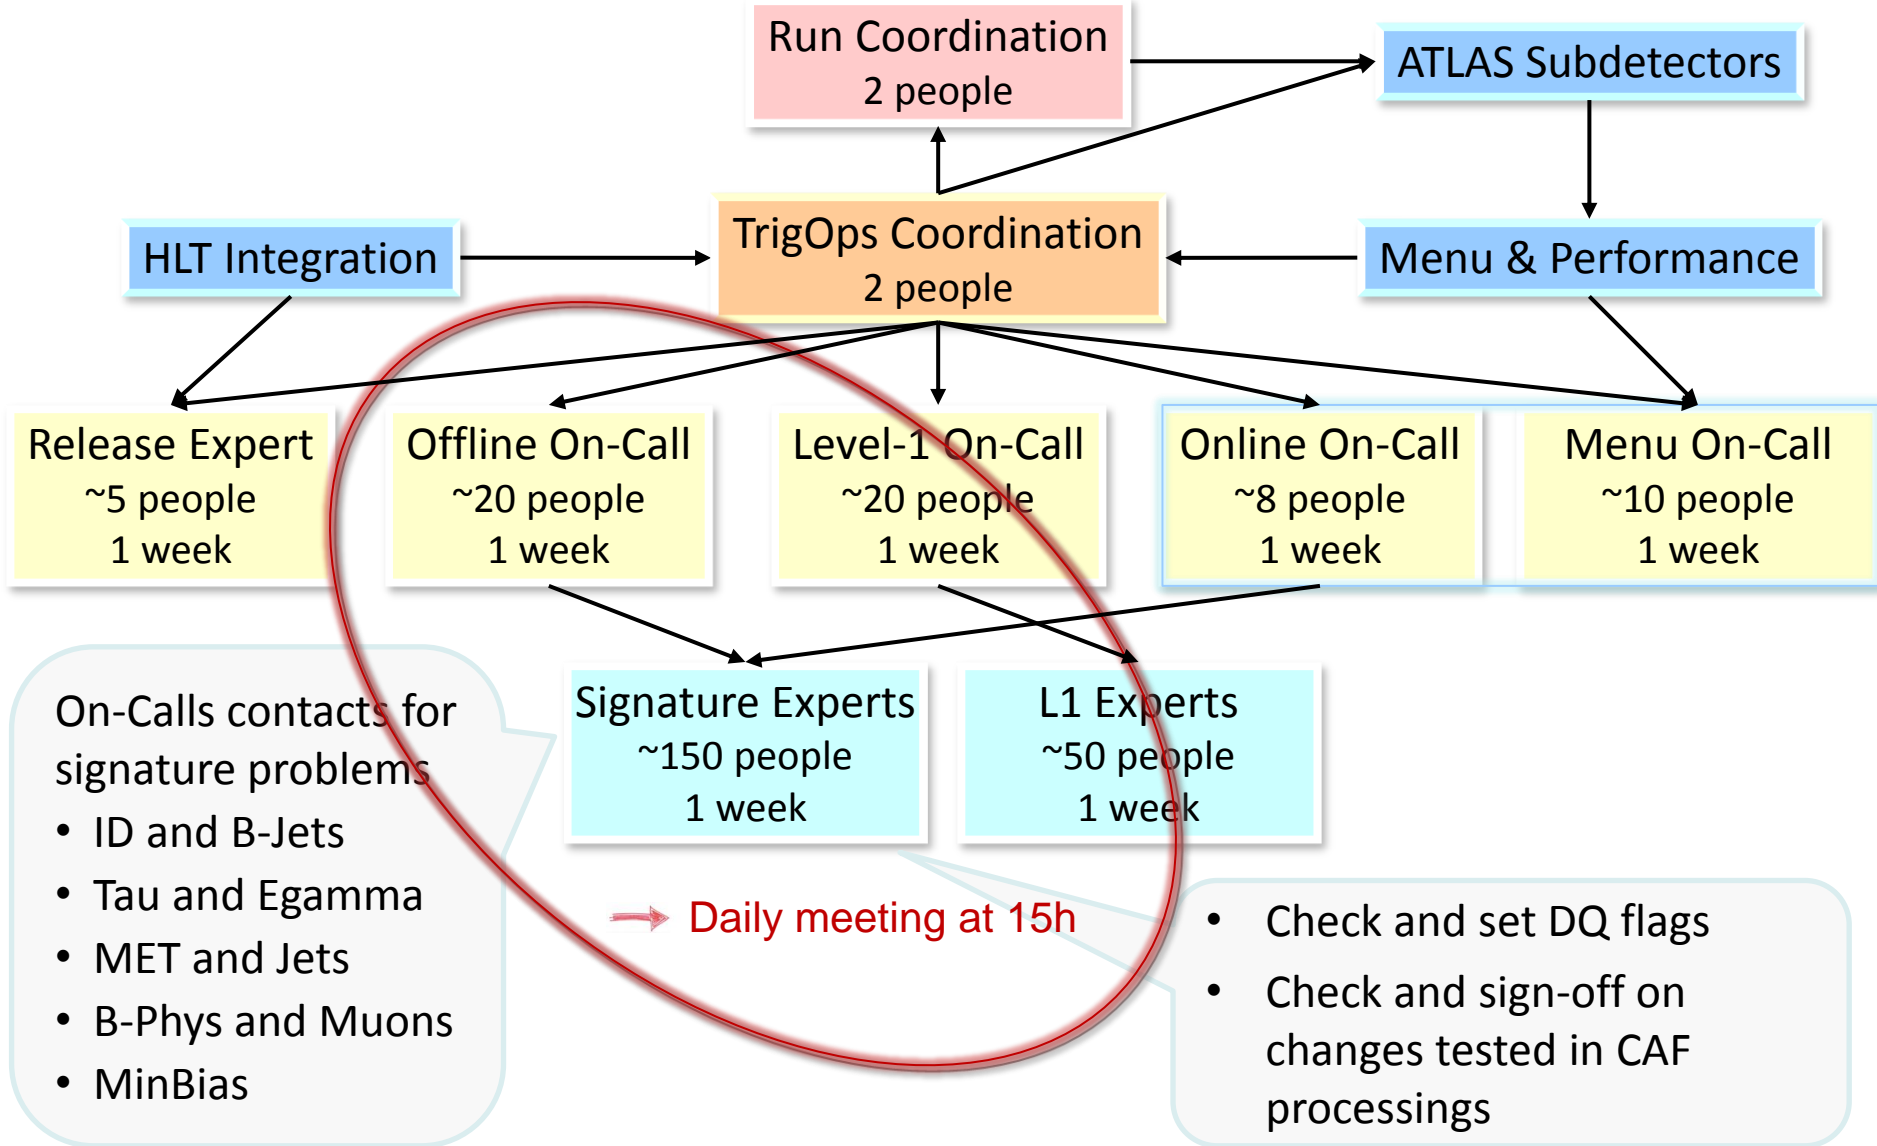 Run Coordination
2 people
ATLAS Subdetectors
HLT Integration
TrigOps Coordination
2 people
Menu & Performance
Release Expert
~5 people
1 week
Offline On-Call
~20 people
1 week
Level-1 On-Call
~20 people
1 week
Online On-Call
~8 people
1 week
Menu On-Call
~10 people
1 week
On-Calls contacts for
signature problems
• ID and B-Jets
• Tau and Egamma
• MET and Jets
• B-Phys and Muons
• MinBias
Signature Experts
~150 people
1 week
L1 Experts
~50 people
1 week
Daily meeting at 15h
• Check and set DQ flags
• Check and sign-off on
changes tested in CAF
processings